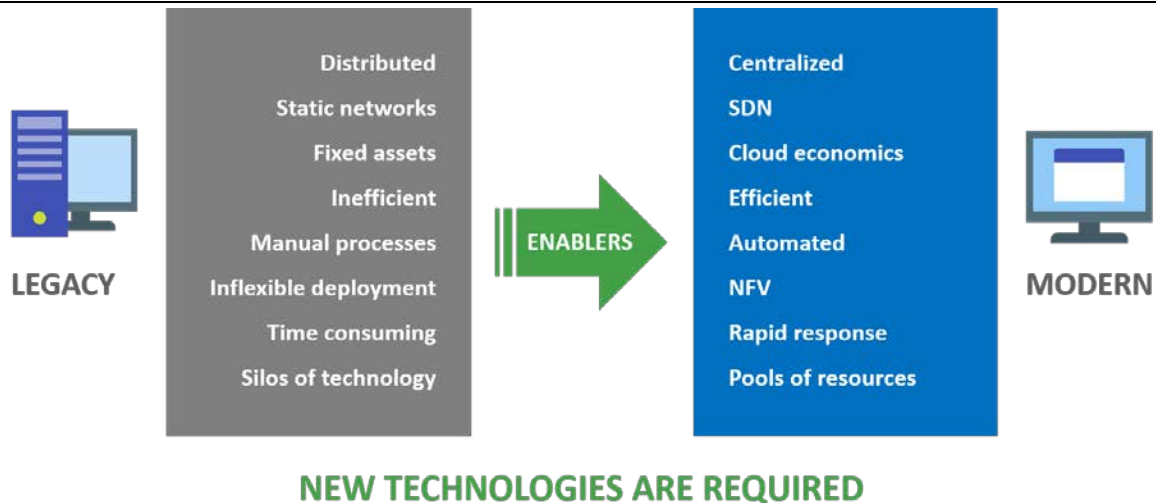 LEGACY
Distributed
Static networks
Fixed assets
Inefficient
Manual processes
Inflexible deployment
Time consuming
Silos of technology
ENABLERS
Centralized
SDN
Cloud economics
Efficient
Automated
NFV
Rapid response
Pools of resources
MODERN
NEW TECHNOLOGIES ARE REQUIRED